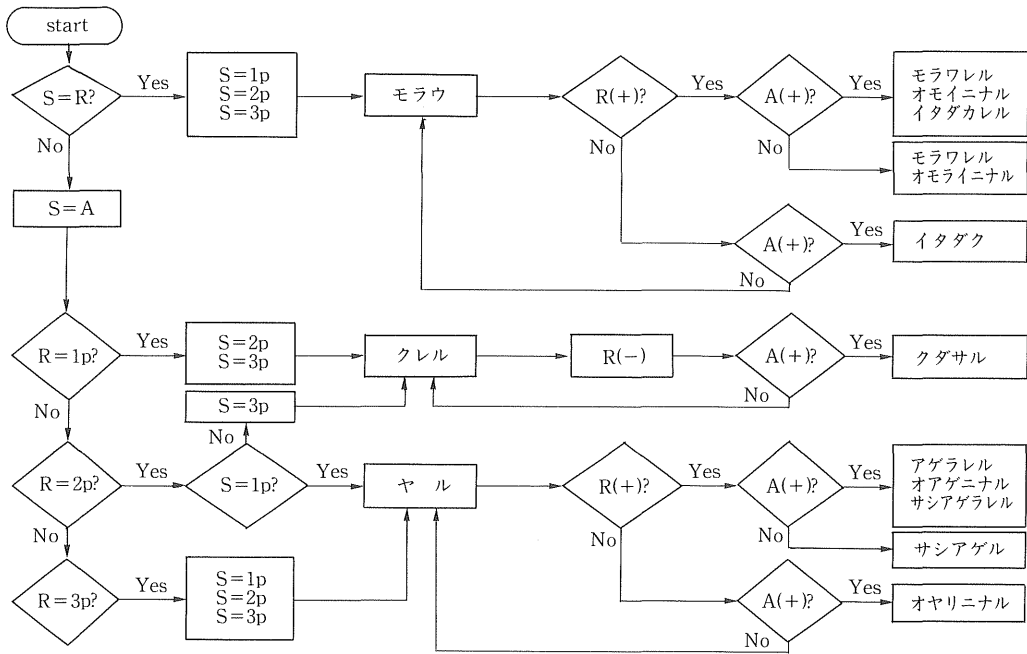 start
S=R?
Yes
No
S=1p
S=2p
S=3p
モラウ
R(+)?
Yes
No
A(+)?
Yes
No
モラワレル
オモイニナル
イタダカレル
モラワレル
オモライニナル
S=A
A(+)?
Yes
No
イタダク
R=1p?
Yes
No
S=2p
S=3p
クレル
R(−)
A(+)?
Yes
No
クダサル
S=3p
No
R=2p?
Yes
No
S=1p?
Yes
ヤル
R(+)?
Yes
No
A(+)?
Yes
No
アゲラレル
オアゲニナル
サシアゲラレル
サシアゲル
R=3p?
Yes
S=1p
S=2p
S=3p
A(+)?
Yes
No
オヤリニナル